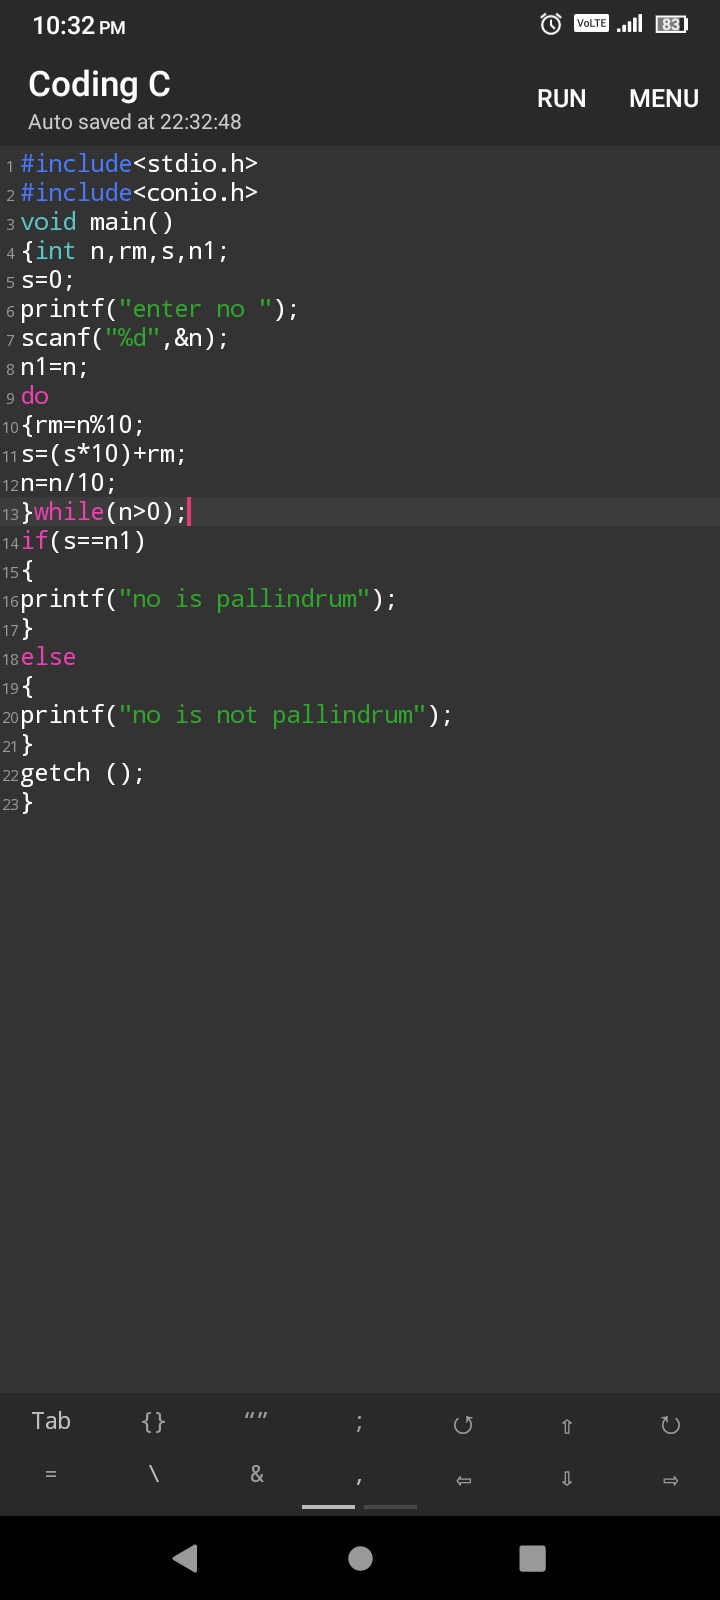 10:32 PM VoLTE 83
Coding C
Auto saved at 22:32:48
RUN MENU
1 #include<stdio.h>
2 #include<conio.h>
3 void main()
4 {int n,rm,s,n1;
5 s=0;
6 printf("enter no ");
7 scanf("%d",&n);
8 n1=n;
9 do
10 {rm=n%10;
11 s=(s*10)+rm;
12 n=n/10;
13 }while(n>0);
14 if(s==n1)
15 {
16 printf("no is pallindrum");
17 }
18 else
19 {
20 printf("no is not pallindrum");
21 }
22 getch ();
23 }
Tab {} “” ; ↺ ⇧ ↻
= \ & , ⇦ ⇩ ⇨